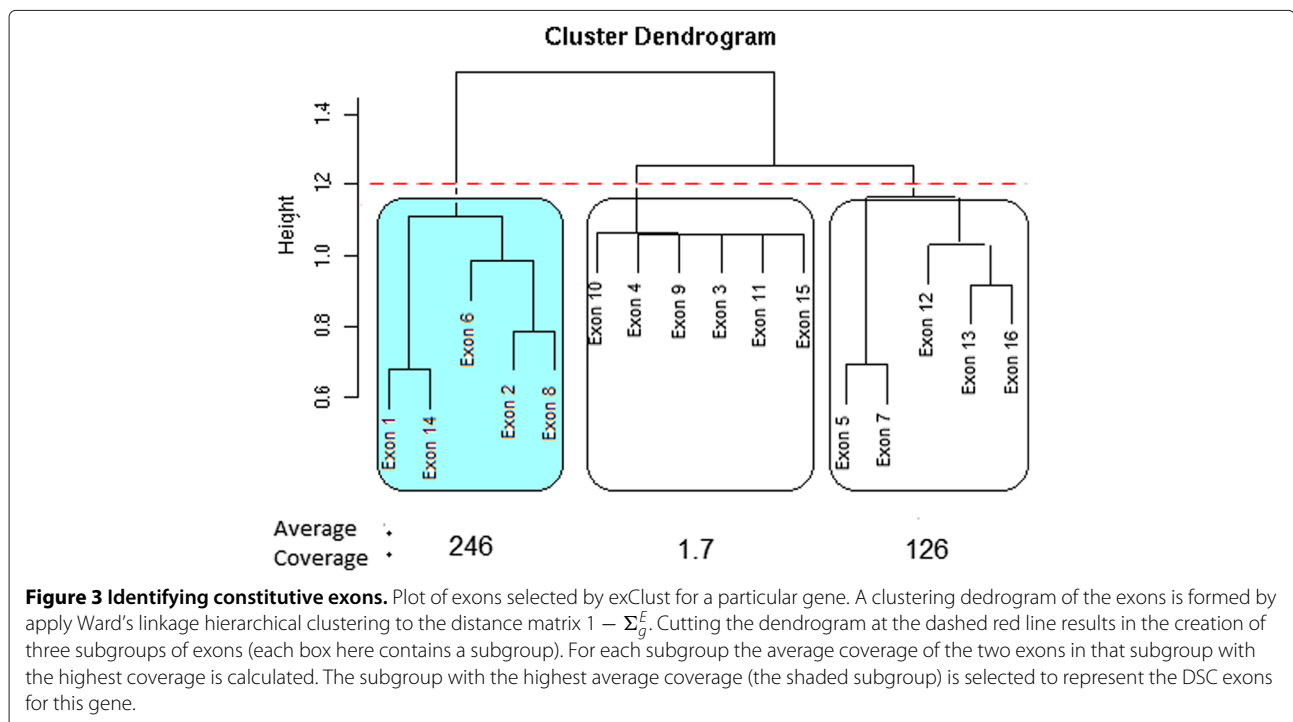 Cluster Dendrogram
Height
1.4
1.2
1.0
0.8
0.6
Exon 1
Exon 14
Exon 6
Exon 2
Exon 8
Exon 10
Exon 4
Exon 9
Exon 3
Exon 11
Exon 15
Exon 5
Exon 7
Exon 12
Exon 13
Exon 16
Average :
Coverage
246
1.7
126
Figure 3 Identifying constitutive exons. Plot of exons selected by exClust for a particular gene. A clustering dedrogram of the exons is formed by
apply Ward's linkage hierarchical clustering to the distance matrix 1 − Σ_g^E. Cutting the dendrogram at the dashed red line results in the creation of
three subgroups of exons (each box here contains a subgroup). For each subgroup the average coverage of the two exons in that subgroup with
the highest coverage is calculated. The subgroup with the highest average coverage (the shaded subgroup) is selected to represent the DSC exons
for this gene.